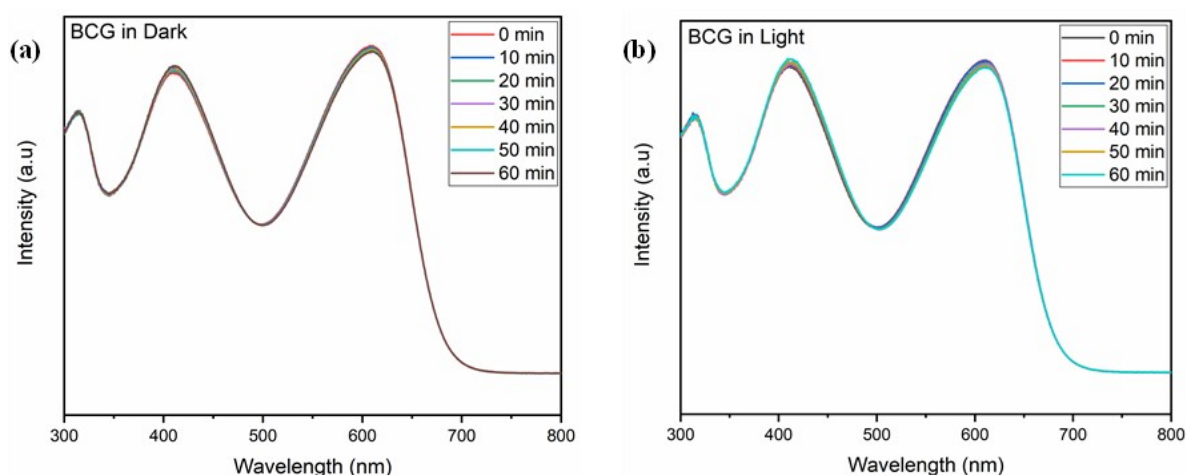 (a)
BCG in Dark
0 min
10 min
20 min
30 min
40 min
50 min
60 min
Intensity (a.u)
300 400 500 600 700 800
Wavelength (nm)
(b)
BCG in Light
0 min
10 min
20 min
30 min
40 min
50 min
60 min
Intensity (a.u)
300 400 500 600 700 800
Wavelength (nm)